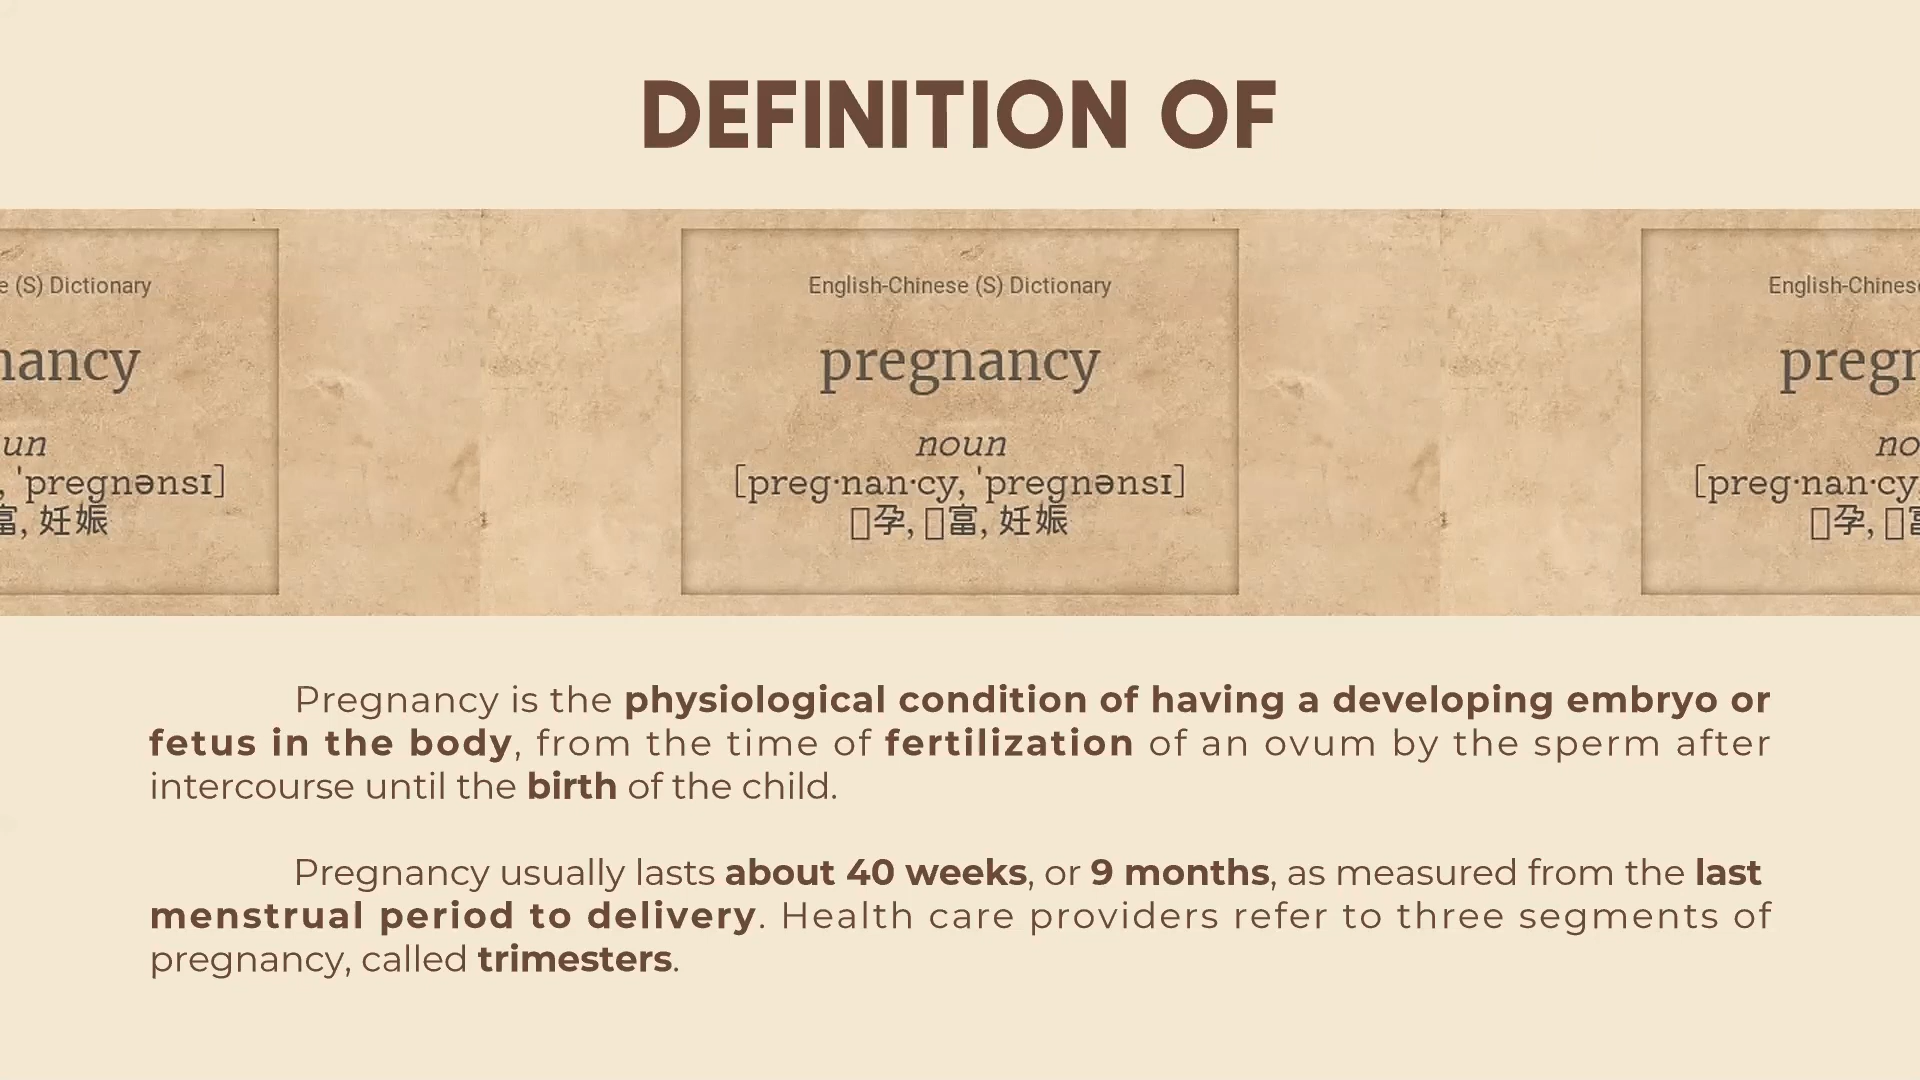 DEFINITION OF
e (S) Dictionary
English-Chinese (S) Dictionary
English-Chinese
nancy
pregnancy
pregn
un
noun
no
, ˈpregnənsɪ]
[preg·nan·cy, ˈpregnənsɪ]
[preg·nan·cy,
富, 妊娠
▯孕, ▯富, 妊娠
▯孕, ▯富
Pregnancy is the physiological condition of having a developing embryo or
fetus in the body, from the time of fertilization of an ovum by the sperm after
intercourse until the birth of the child.
Pregnancy usually lasts about 40 weeks, or 9 months, as measured from the last
menstrual period to delivery. Health care providers refer to three segments of
pregnancy, called trimesters.